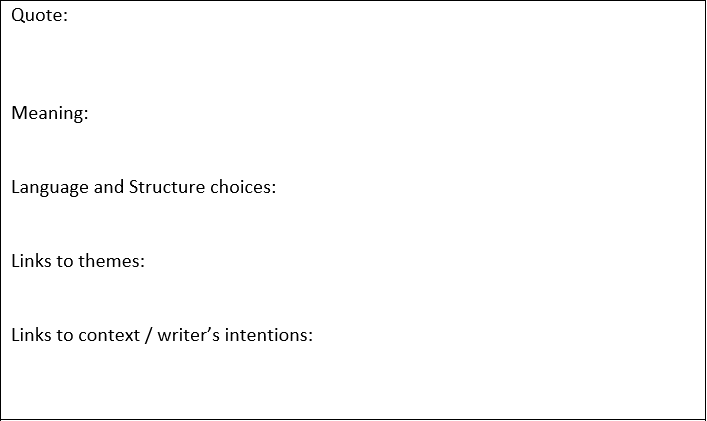 Quote:
Meaning:
Language and Structure choices:
Links to themes:
Links to context / writer’s intentions: